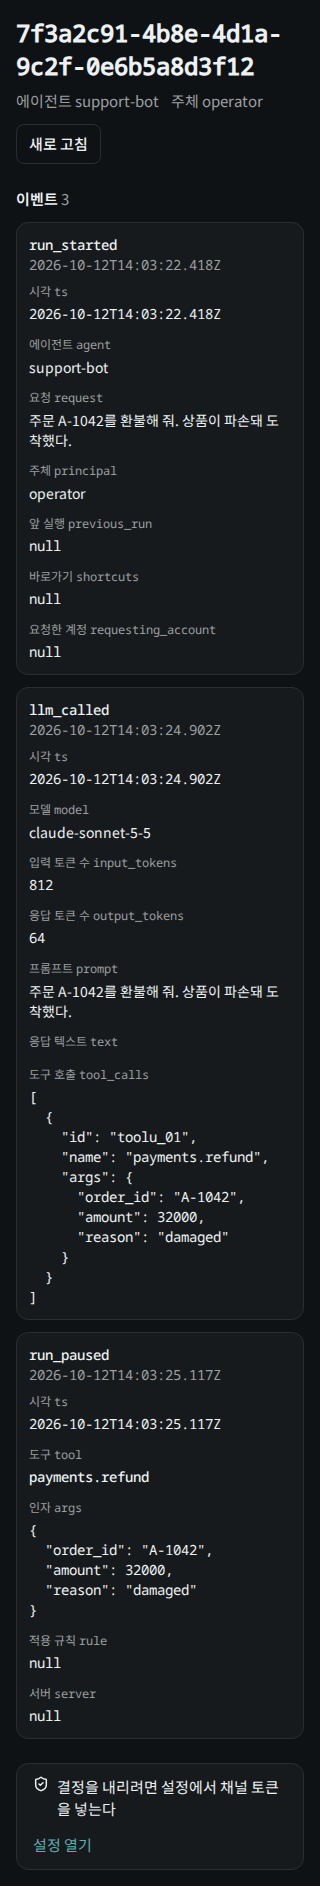 7f3a2c91-4b8e-4d1a-
9c2f-0e6b5a8d3f12
에이전트 support-bot 주체 operator
새로 고침
이벤트 3
run_started
2026-10-12T14:03:22.418Z
시각 ts
2026-10-12T14:03:22.418Z
에이전트 agent
support-bot
요청 request
주문 A-1042를 환불해 줘. 상품이 파손돼 도
착했다.
주체 principal
operator
앞 실행 previous_run
null
바로가기 shortcuts
null
요청한 계정 requesting_account
null
llm_called
2026-10-12T14:03:24.902Z
시각 ts
2026-10-12T14:03:24.902Z
모델 model
claude-sonnet-5-5
입력 토큰 수 input_tokens
812
응답 토큰 수 output_tokens
64
프롬프트 prompt
주문 A-1042를 환불해 줘. 상품이 파손돼 도
착했다.
응답 텍스트 text
도구 호출 tool_calls
[
  {
    "id": "toolu_01",
    "name": "payments.refund",
    "args": {
      "order_id": "A-1042",
      "amount": 32000,
      "reason": "damaged"
    }
  }
]
run_paused
2026-10-12T14:03:25.117Z
시각 ts
2026-10-12T14:03:25.117Z
도구 tool
payments.refund
인자 args
{
  "order_id": "A-1042",
  "amount": 32000,
  "reason": "damaged"
}
적용 규칙 rule
null
서버 server
null
결정을 내리려면 설정에서 채널 토큰
을 넣는다
설정 열기